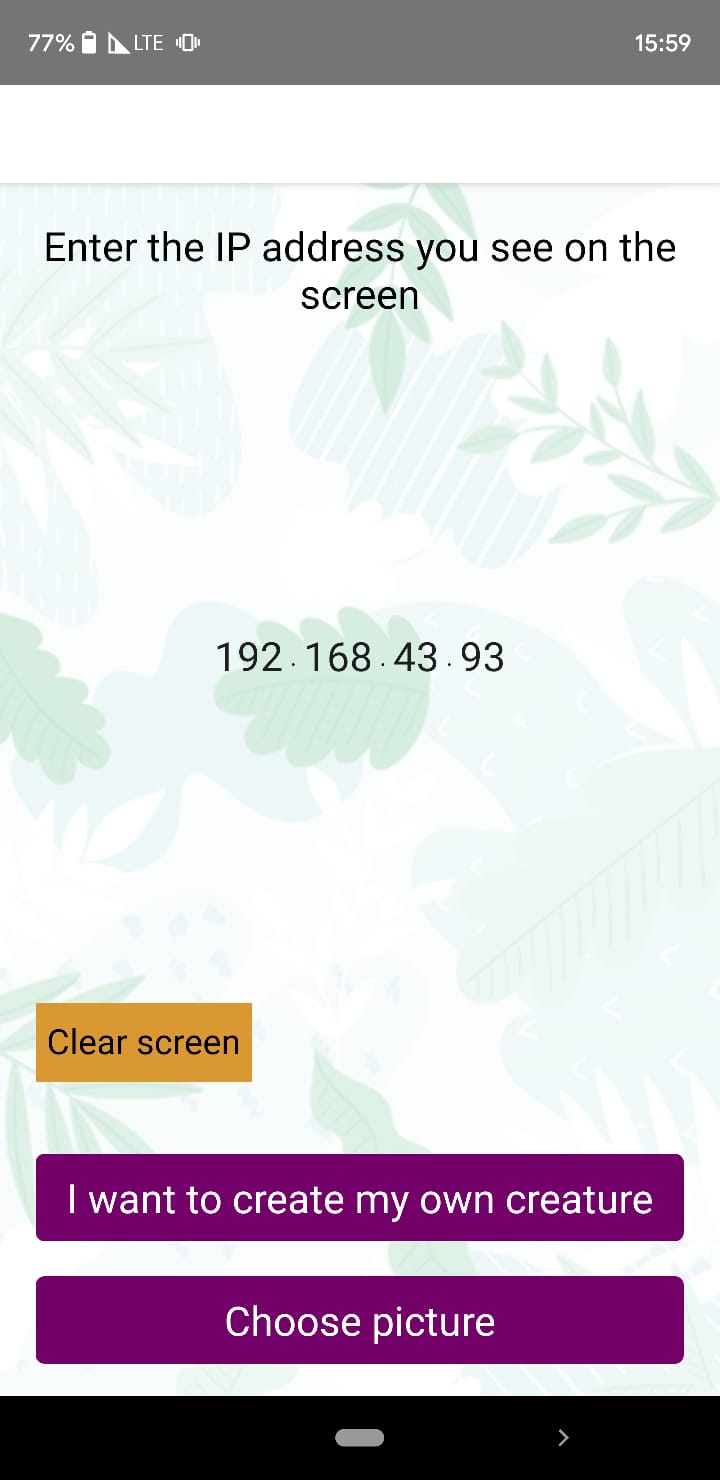 77% LTE 15:59
Enter the IP address you see on the
screen
192.168.43.93
Clear screen
I want to create my own creature
Choose picture